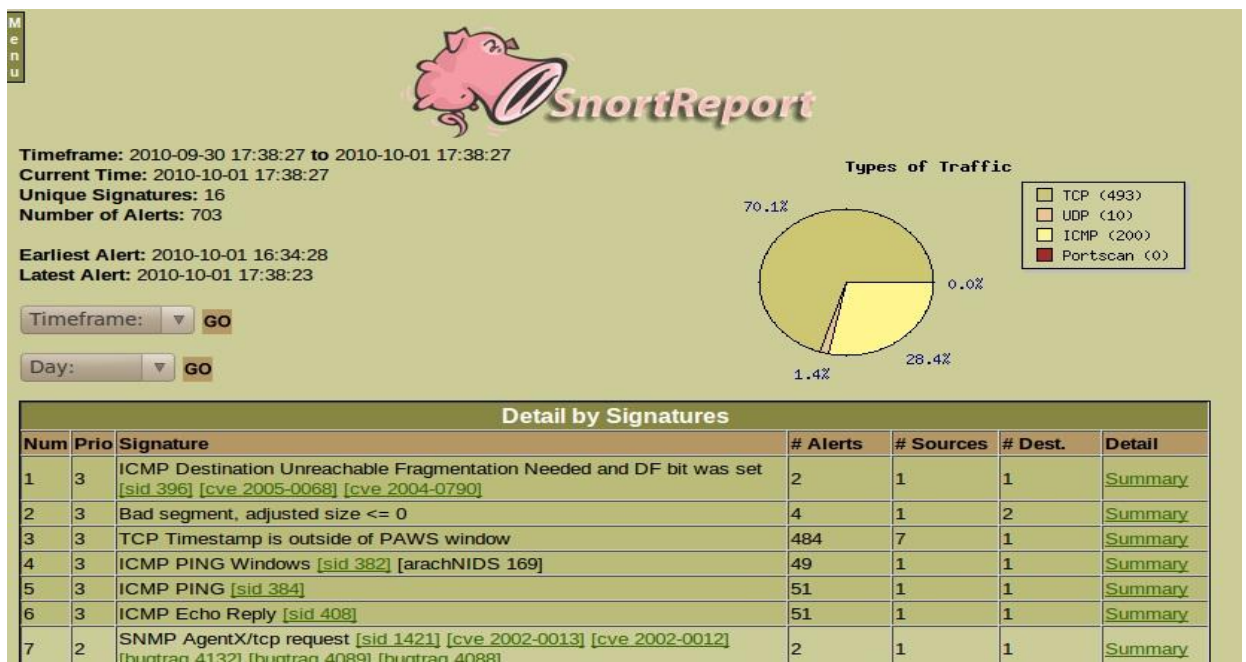 Menu
SnortReport
Timeframe: 2010-09-30 17:38:27 to 2010-10-01 17:38:27
Current Time: 2010-10-01 17:38:27
Unique Signatures: 16
Number of Alerts: 703
Earliest Alert: 2010-10-01 16:34:28
Latest Alert: 2010-10-01 17:38:23
Timeframe: GO
Day: GO
Types of Traffic
70.1%
0.0%
28.4%
1.4%
TCP (493)
UDP (10)
ICMP (200)
Portscan (0)
Detail by Signatures
Num Prio Signature # Alerts # Sources # Dest. Detail
1 3 ICMP Destination Unreachable Fragmentation Needed and DF bit was set
[sid 396] [cve 2005-0068] [cve 2004-0790] 2 1 1 Summary
2 3 Bad segment, adjusted size <= 0 4 1 2 Summary
3 3 TCP Timestamp is outside of PAWS window 484 7 1 Summary
4 3 ICMP PING Windows [sid 382] [arachNIDS 169] 49 1 1 Summary
5 3 ICMP PING [sid 384] 51 1 1 Summary
6 3 ICMP Echo Reply [sid 408] 51 1 1 Summary
7 2 SNMP AgentX/tcp request [sid 1421] [cve 2002-0013] [cve 2002-0012]
[bugtraq 4132] [bugtraq 4089] [bugtraq 4088] 2 1 1 Summary